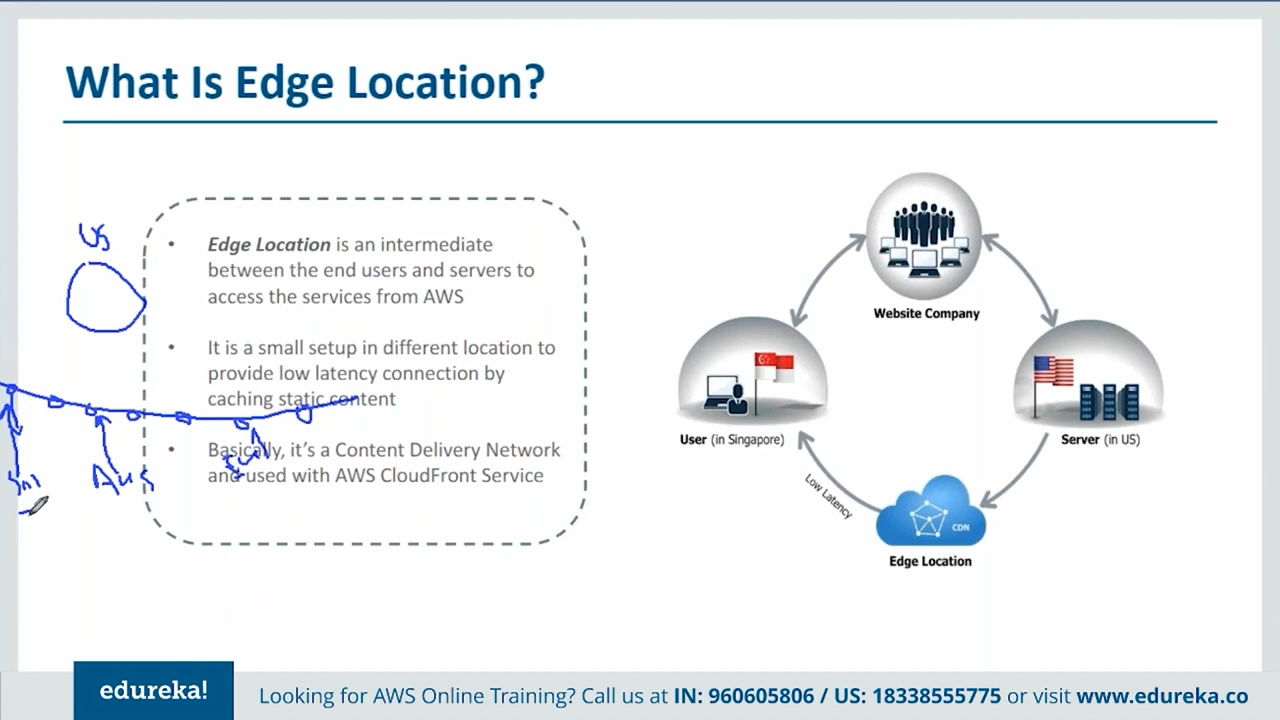 What Is Edge Location?
US
• Edge Location is an intermediate
between the end users and servers to
access the services from AWS
• It is a small setup in different location to
provide low latency connection by
caching static content
• Basically, it's a Content Delivery Network
and used with AWS CloudFront Service
Aus
Website Company
User (in Singapore)
Server (in US)
Low Latency
CDN
Edge Location
edureka!
Looking for AWS Online Training? Call us at IN: 960605806 / US: 18338555775 or visit www.edureka.co